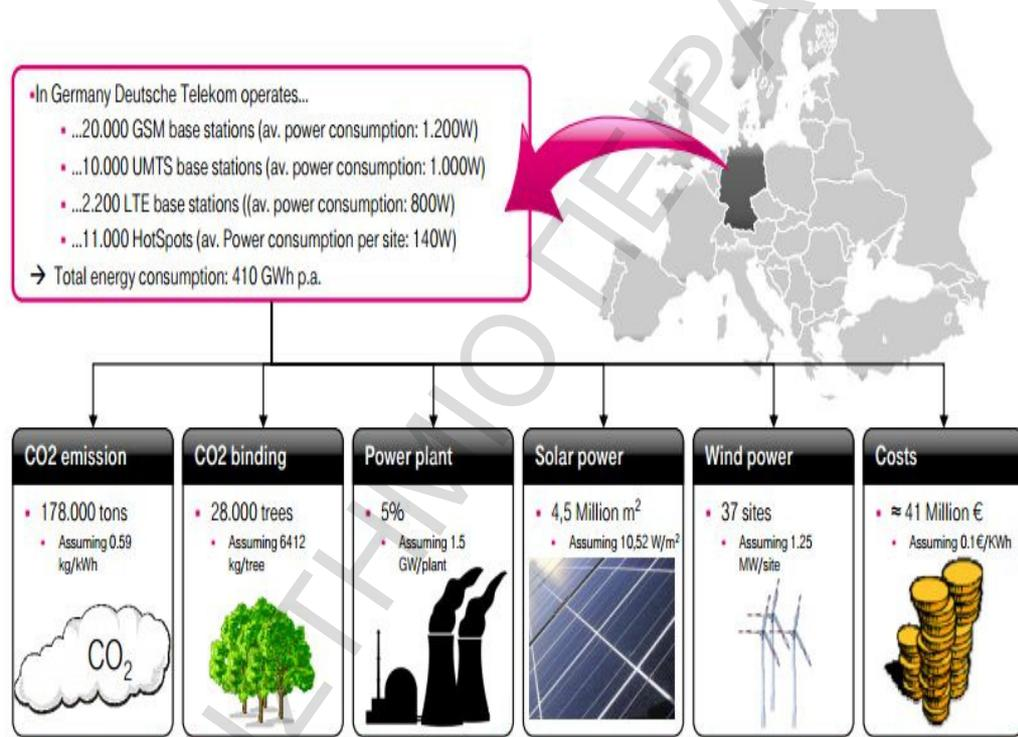 ▪In Germany Deutsche Telekom operates...
▪ ...20.000 GSM base stations (av. power consumption: 1.200W)
▪ ...10.000 UMTS base stations (av. power consumption: 1.000W)
▪ ...2.200 LTE base stations ((av. power consumption: 800W)
▪ ...11.000 HotSpots (av. Power consumption per site: 140W)
→ Total energy consumption: 410 GWh p.a.
CO2 emission
▪ 178.000 tons
▪ Assuming 0.59
kg/kWh
CO₂
CO2 binding
▪ 28.000 trees
▪ Assuming 6412
kg/tree
Power plant
▪ 5%
▪ Assuming 1.5
GW/plant
Solar power
▪ 4,5 Million m²
▪ Assuming 10,52 W/m²
Wind power
▪ 37 sites
▪ Assuming 1.25
MW/site
Costs
▪ ≈ 41 Million €
▪ Assuming 0.1€/KWh